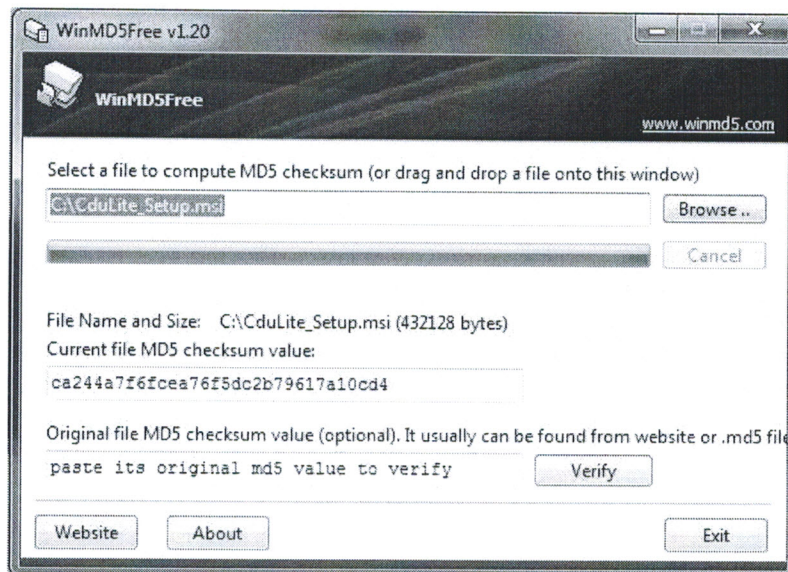 WinMD5Free v1.20
WinMD5Free
www.winmd5.com
Select a file to compute MD5 checksum (or drag and drop a file onto this window)
C:\CduLite_Setup.msi
Browse ..
Cancel
File Name and Size: C:\CduLite_Setup.msi (432128 bytes)
Current file MD5 checksum value:
ca244a7f6fcea76f5dc2b79617a10cd4
Original file MD5 checksum value (optional). It usually can be found from website or .md5 file
paste its original md5 value to verify
Verify
Website
About
Exit